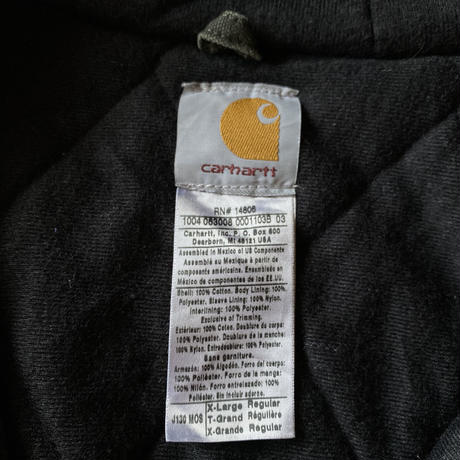 carhartt
RN# 14806
1004 083008 0001103B 03
Carhartt, Inc. P. O. Box 600
Dearborn, MI 48121 USA
Assembled in Mexico of US Components
Assemblé au Mexique à partir de
composants américains. Ensamblado en
México de componentes de los EE.UU.
Shell: 100% Cotton. Body Lining: 100%
Polyester. Sleeve Lining: 100% Nylon.
Interlining: 100% Polyester.
Exclusive of Trimming.
Extérieur: 100% Cotone. Doublure du corps:
100% Polyester. Doublure de la manche:
100% Nylon. Entredoublure: 100% Polyester.
Sans garniture.
Armazón: 100% Algodón. Forro del cuerpo:
100% Poliéster. Forro de la manga:
100% Nilón. Forro entrelazado: 100%
Poliéster. Sin incluir adorno.
J130 MOS
X-Large Regular
T-Grand Régulière
X-Grande Regular